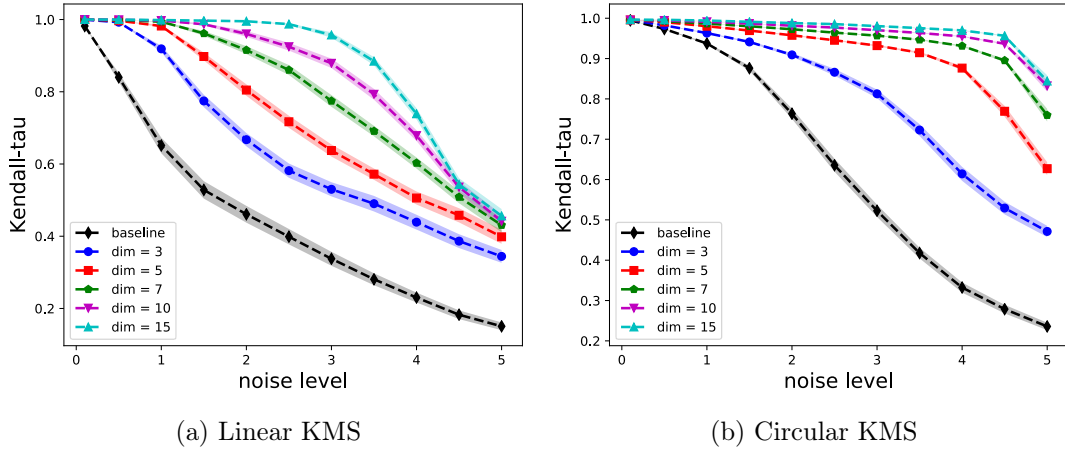 1.0
0.8
0.6
0.4
0.2
Kendall-tau
baseline
dim = 3
dim = 5
dim = 7
dim = 10
dim = 15
0 1 2 3 4 5
noise level
(a) Linear KMS
1.0
0.9
0.8
0.7
0.6
0.5
0.4
0.3
0.2
Kendall-tau
baseline
dim = 3
dim = 5
dim = 7
dim = 10
dim = 15
0 1 2 3 4 5
noise level
(b) Circular KMS